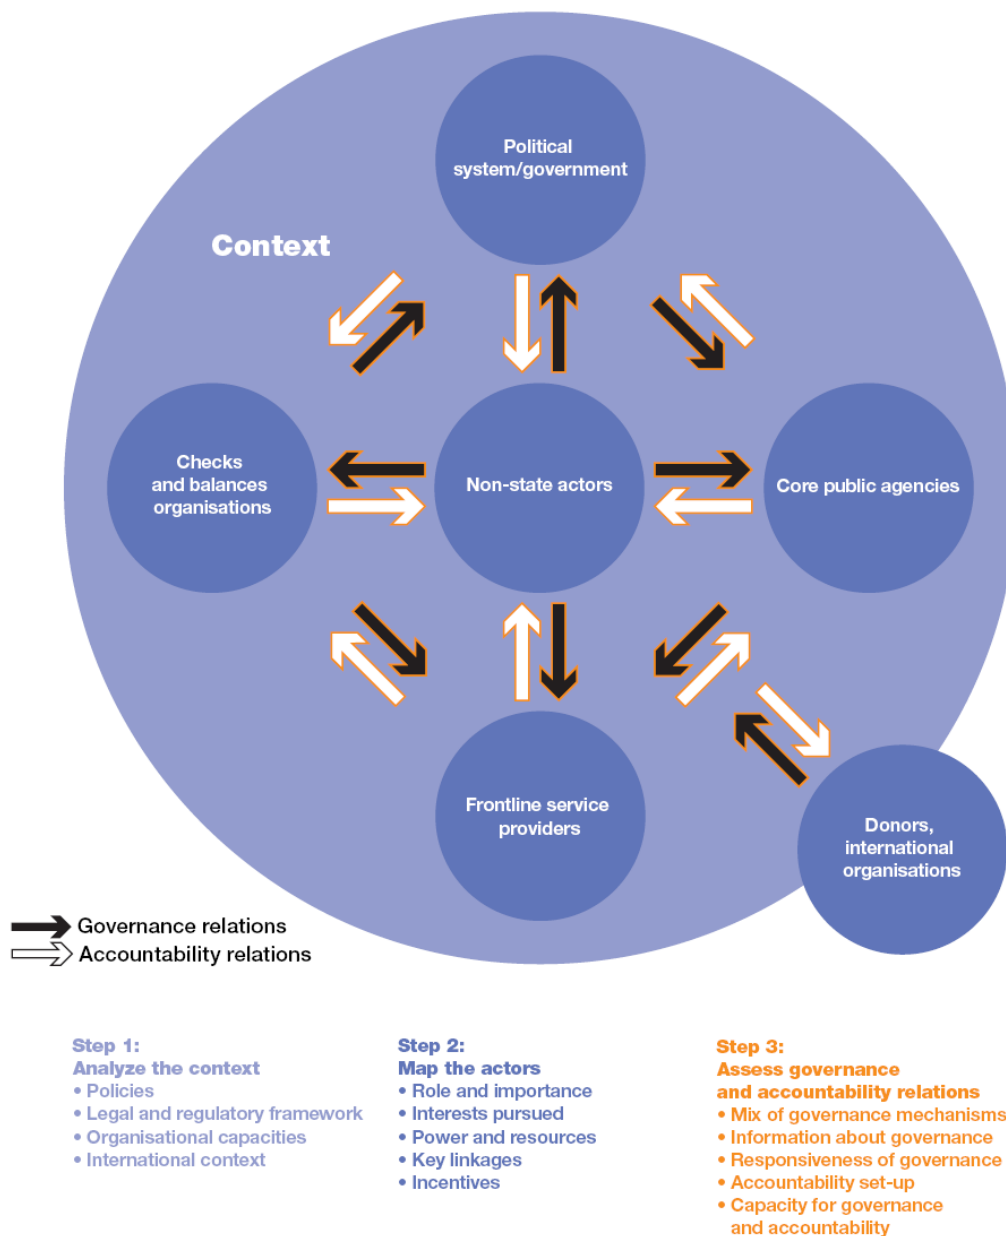 Political
system/government
Context
Checks
and balances
organisations
Non-state actors
Core public agencies
Frontline service
providers
Donors,
international
organisations
Governance relations
Accountability relations
Step 1:
Analyze the context
• Policies
• Legal and regulatory framework
• Organisational capacities
• International context
Step 2:
Map the actors
• Role and importance
• Interests pursued
• Power and resources
• Key linkages
• Incentives
Step 3:
Assess governance
and accountability relations
• Mix of governance mechanisms
• Information about governance
• Responsiveness of governance
• Accountability set-up
• Capacity for governance
and accountability